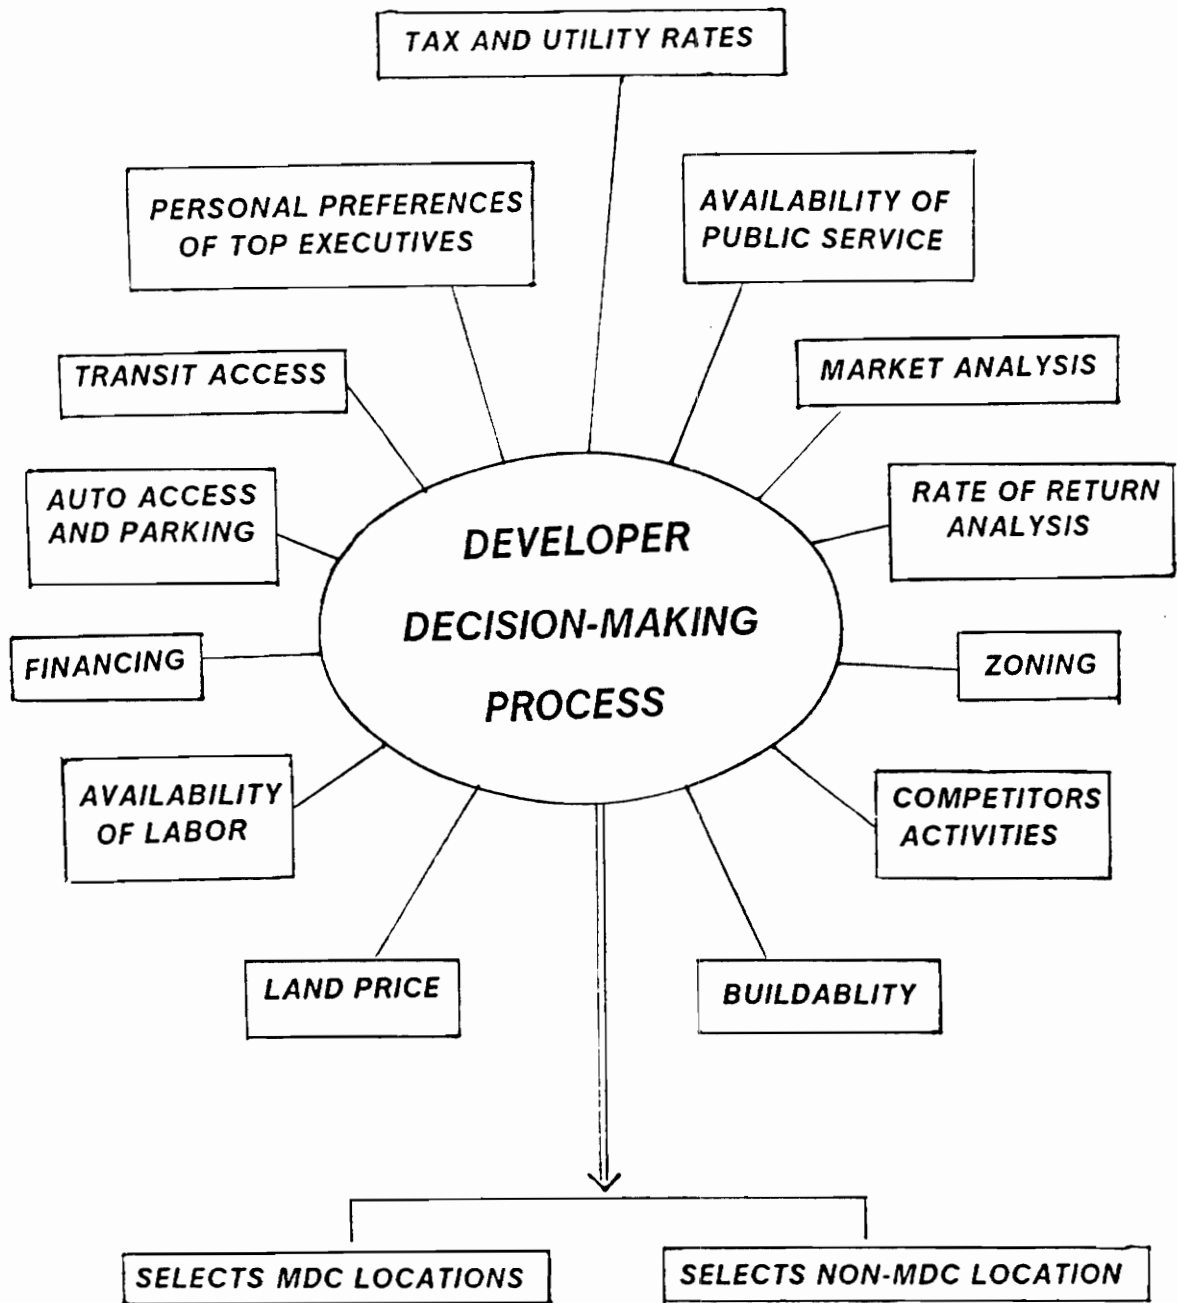 TAX AND UTILITY RATES
PERSONAL PREFERENCES
OF TOP EXECUTIVES
AVAILABILITY OF
PUBLIC SERVICE
TRANSIT ACCESS
MARKET ANALYSIS
AUTO ACCESS
AND PARKING
RATE OF RETURN
ANALYSIS
DEVELOPER
DECISION-MAKING
PROCESS
FINANCING
ZONING
AVAILABILITY
OF LABOR
COMPETITORS
ACTIVITIES
LAND PRICE
BUILDABLITY
SELECTS MDC LOCATIONS
SELECTS NON-MDC LOCATION